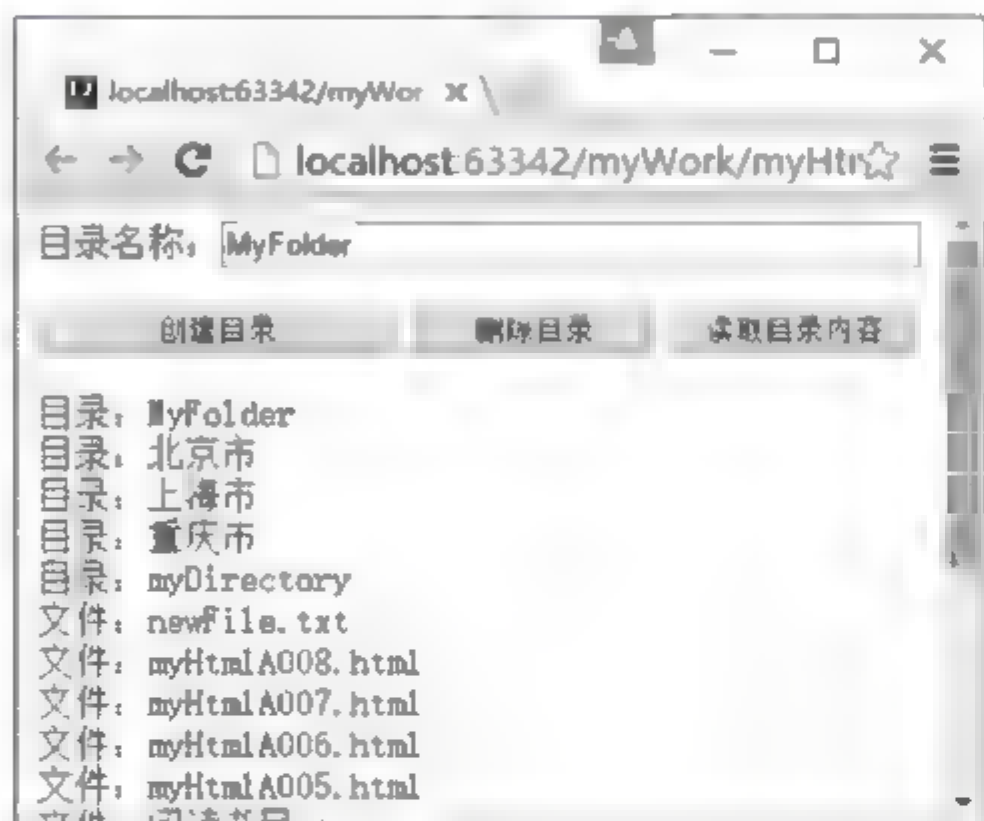 localhost:63342/myWor
localhost:63342/myWork/myHtm
目录名称: MyFolder
创建目录 删除目录 读取目录内容
目录: MyFolder
目录: 北京市
目录: 上海市
目录: 重庆市
目录: myDirectory
文件: newfile.txt
文件: myHtmlA008.html
文件: myHtmlA007.html
文件: myHtmlA006.html
文件: myHtmlA005.html
文件: